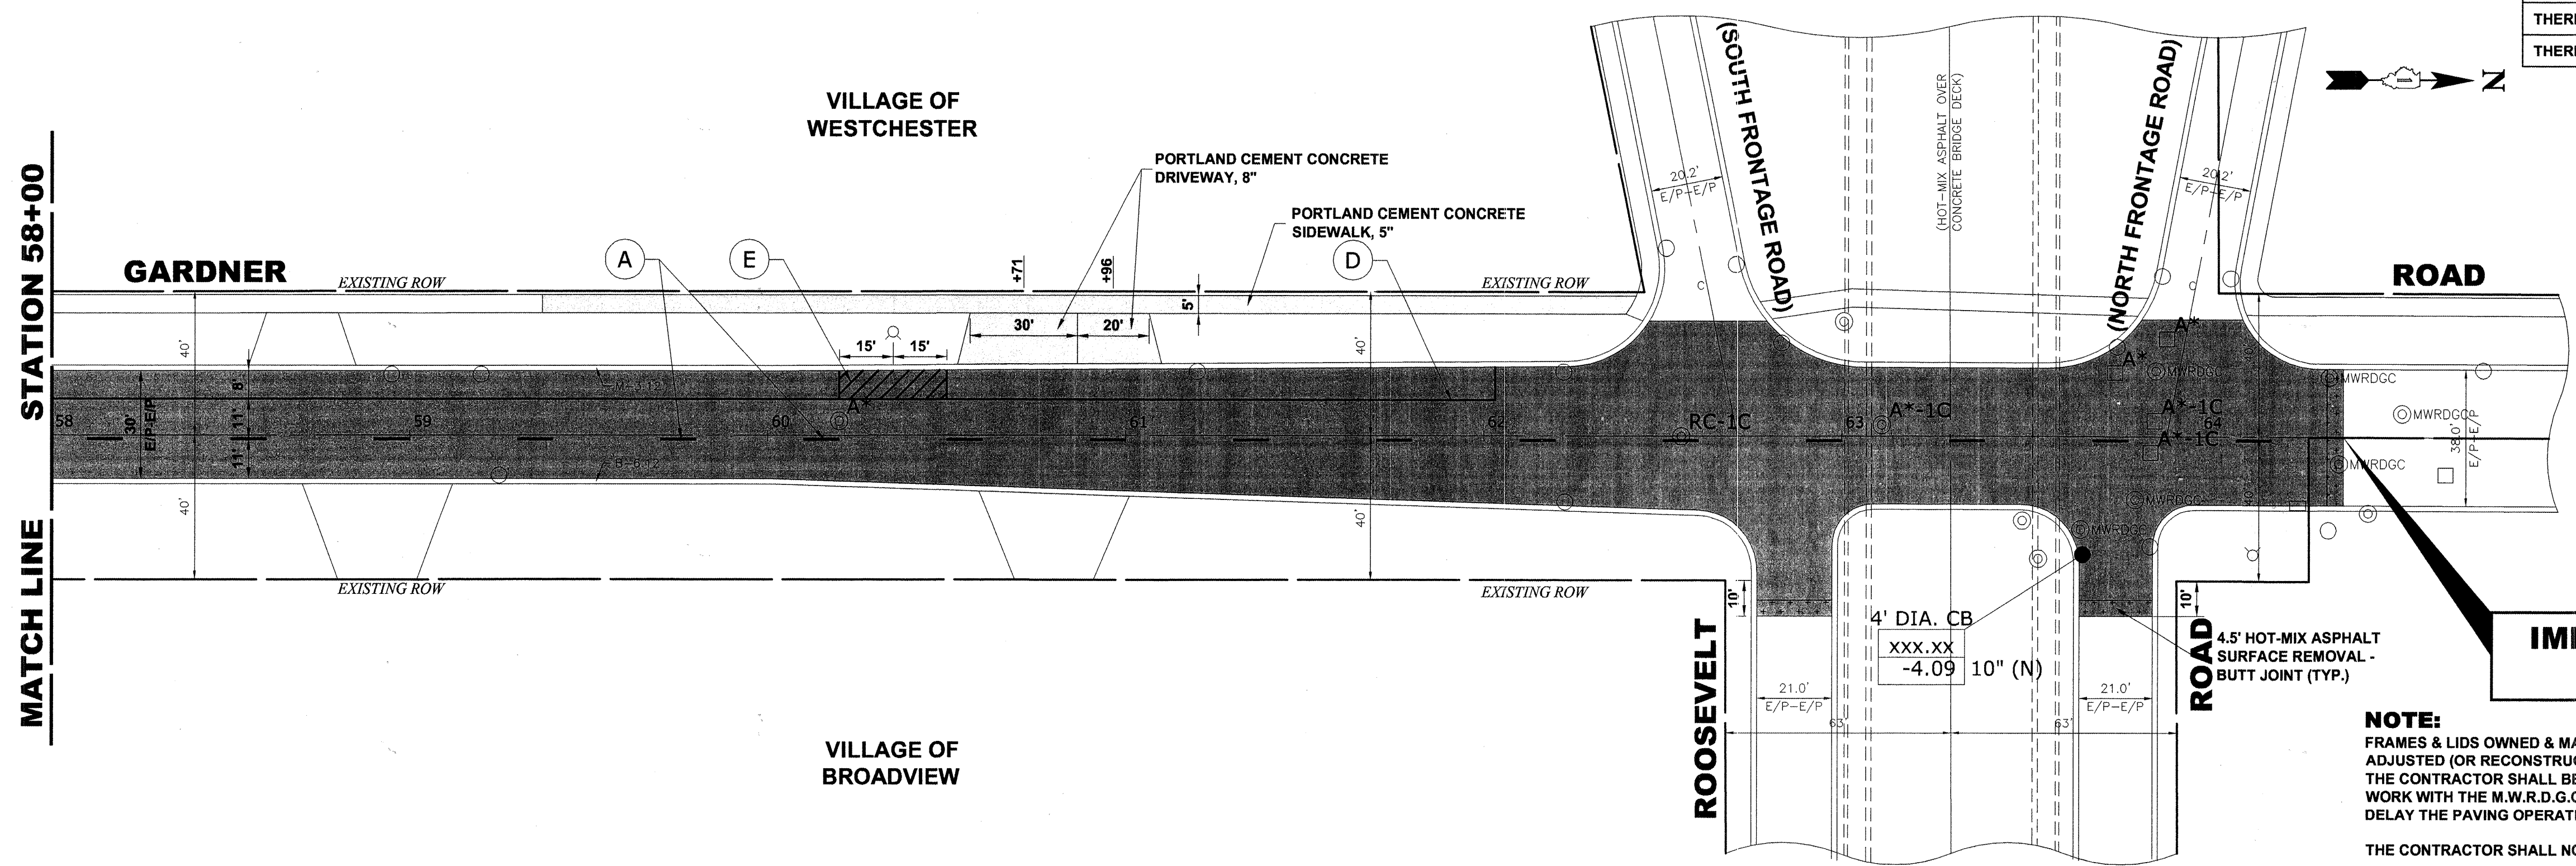 THER
THER
N
VILLAGE OF
WESTCHESTER
PORTLAND CEMENT CONCRETE
DRIVEWAY, 8"
PORTLAND CEMENT CONCRETE
SIDEWALK, 5"
(SOUTH FRONTAGE ROAD)
(HOT-MIX ASPHALT OVER
CONCRETE BRIDGE DECK)
(NORTH FRONTAGE ROAD)
20.2'
E/P-E/P
20.2'
E/P-E/P
STATION 58+00
MATCH LINE
GARDNER
ROAD
A
E
D
+71
+96
EXISTING ROW
EXISTING ROW
5'
30'
20'
15'
15'
40'
40'
8'
11'
11'
30'
E/P-E/P
58
59
60
61
62
63
64
A*
RC-1C
A*-1C
A*
A*
A*-1C
A*-1C
MWRDGC
MWRDGC
MWRDGC
MWRDGC
MWRDGC
MWRDGC
C
C
38.0'
E/P-E/P
40'
40'
40'
40'
EXISTING ROW
EXISTING ROW
10'
10'
4' DIA. CB
xxx.xx
-4.09 10" (N)
ROOSEVELT
ROAD
4.5' HOT-MIX ASPHALT
SURFACE REMOVAL -
BUTT JOINT (TYP.)
21.0'
E/P-E/P
21.0'
E/P-E/P
63'
63'
VILLAGE OF
BROADVIEW
NOTE:
FRAMES & LIDS OWNED & MA
ADJUSTED (OR RECONSTRU
THE CONTRACTOR SHALL BE
WORK WITH THE M.W.R.D.G.
DELAY THE PAVING OPERAT
THE CONTRACTOR SHALL NO